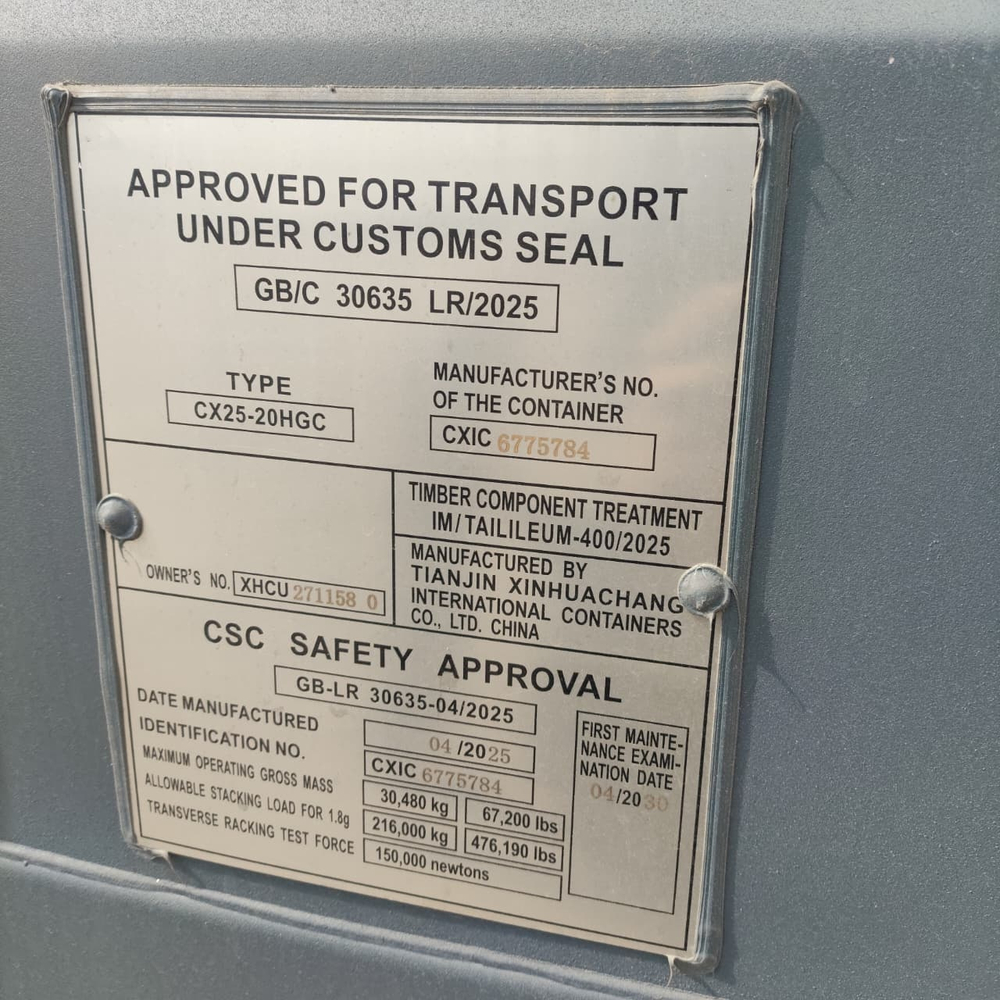 APPROVED FOR TRANSPORT
UNDER CUSTOMS SEAL
GB/C 30635 LR/2025
TYPE
CX25-20HGC
MANUFACTURER'S NO.
OF THE CONTAINER
CXIC 6775784
TIMBER COMPONENT TREATMENT
IM/TAILILEUM-400/2025
MANUFACTURED BY
TIANJIN XINHUACHANG
INTERNATIONAL CONTAINERS
CO., LTD. CHINA
OWNER'S NO. XHCU 271158 0
CSC SAFETY APPROVAL
GB-LR 30635-04/2025
DATE MANUFACTURED 04/2025
IDENTIFICATION NO. CXIC 6775784
MAXIMUM OPERATING GROSS MASS 30,480 kg 67,200 lbs
ALLOWABLE STACKING LOAD FOR 1.8g 216,000 kg 476,190 lbs
TRANSVERSE RACKING TEST FORCE 150,000 newtons
FIRST MAINTE-
NANCE EXAMI-
NATION DATE
04/2030